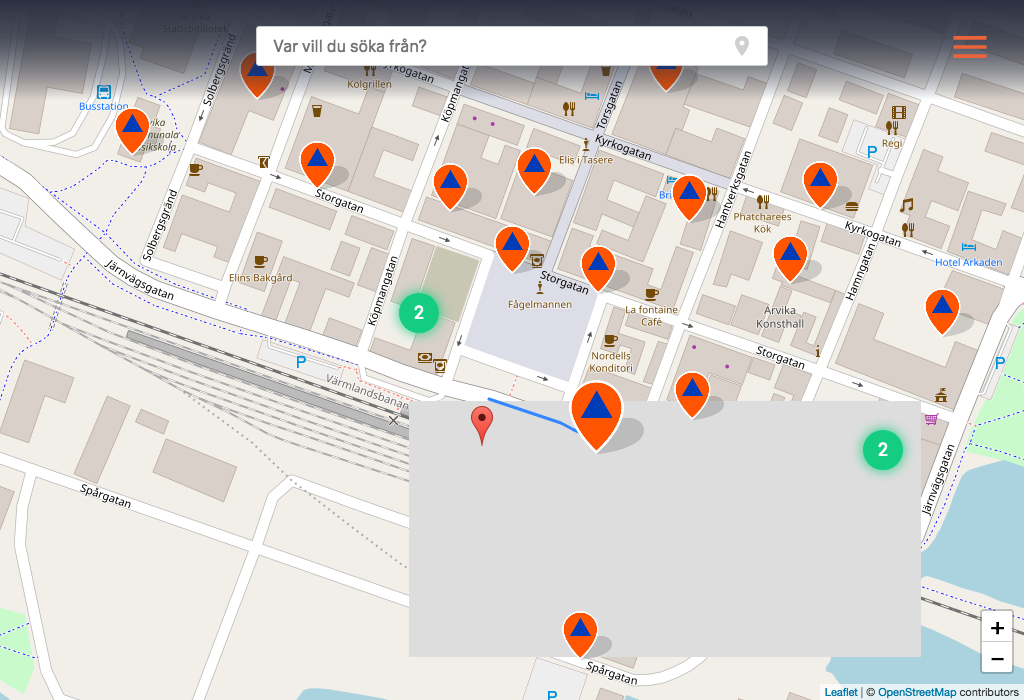 Var vill du söka från?
Stadsbibliotek
Solbergsgränd
Kyrkogatan
Kolgrillen
Köpmangatan
Torsgatan
Busstation
Regi
Kyrkogatan
Elis i Tasere
P
Hantverksgatan
Storgatan
Phatcharees
Kök
Solbergsgränd
Kyrkogatan
Hotel Arkaden
Järnvägsgatan
Elins Bakgård
Köpmangatan
Storgatan
Fågelmannen
Hamngatan
2
La fontaine
Café
Arvika
Konsthall
P
Nordells
Konditori
Storgatan
P
Värmlandsbanan
2
Järnvägsgatan
Spårgatan
Spårgatan
P
+
−
Leaflet | © OpenStreetMap contributors